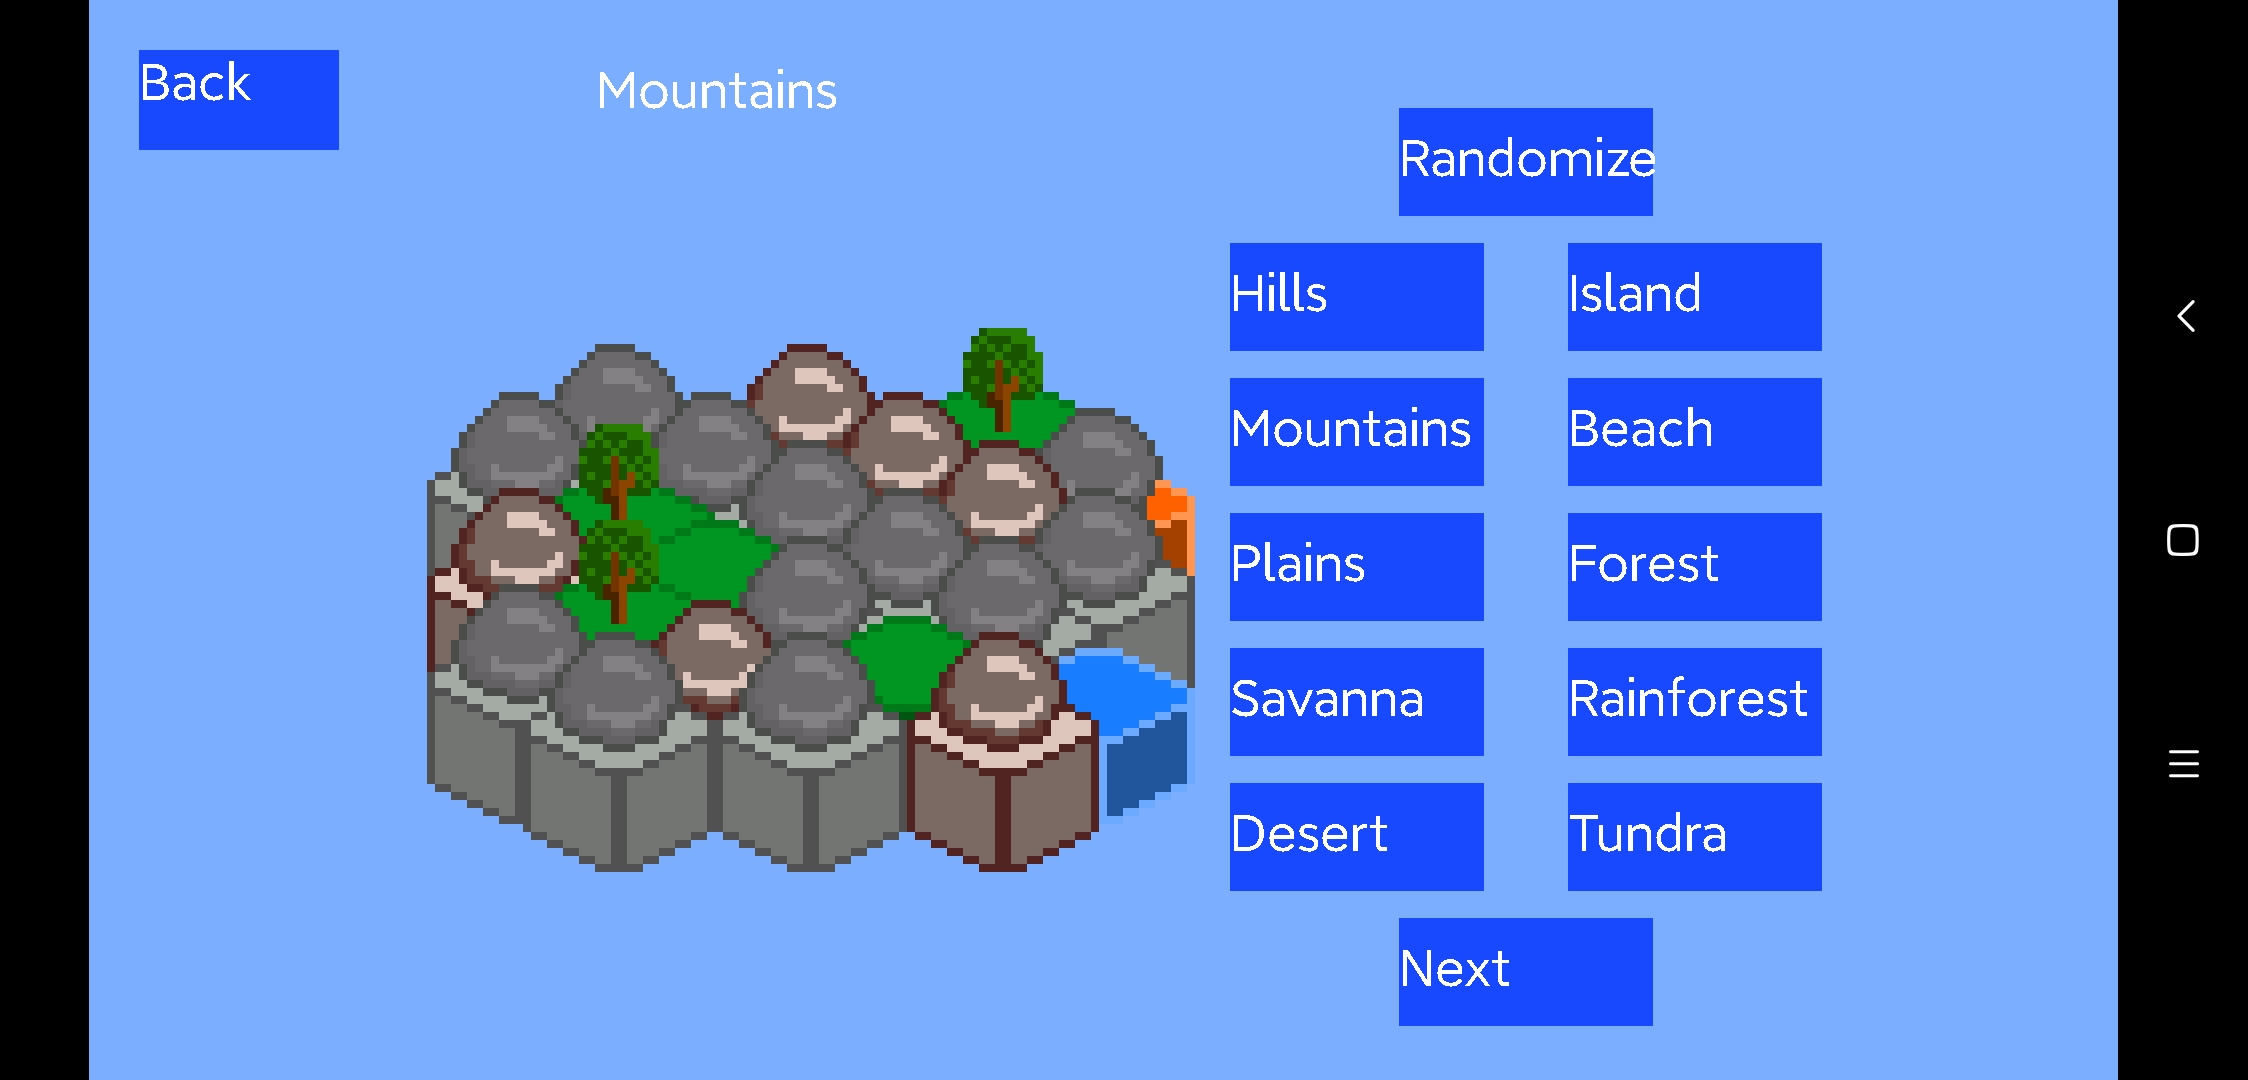 Back
Mountains
Randomize
Hills
Island
Mountains
Beach
Plains
Forest
Savanna
Rainforest
Desert
Tundra
Next